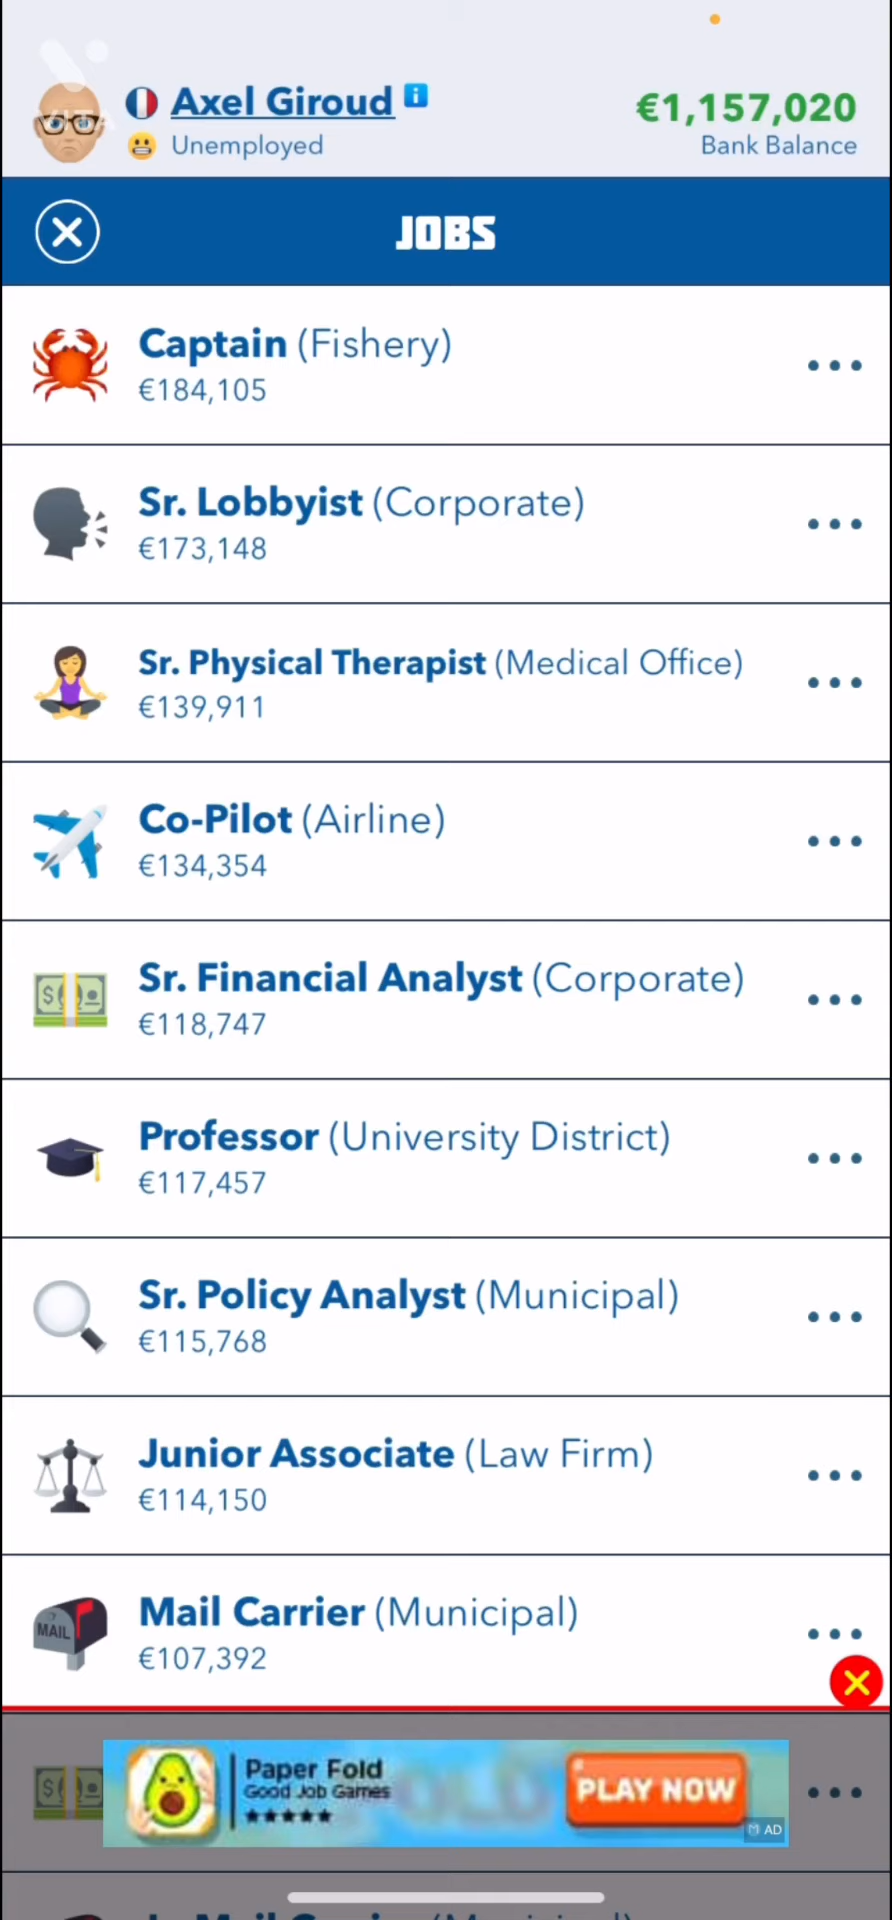 VITA
Axel Giroud
€1,157,020
Unemployed
Bank Balance
JOBS
Captain (Fishery)
€184,105
Sr. Lobbyist (Corporate)
€173,148
Sr. Physical Therapist (Medical Office)
€139,911
Co-Pilot (Airline)
€134,354
Sr. Financial Analyst (Corporate)
€118,747
Professor (University District)
€117,457
Sr. Policy Analyst (Municipal)
€115,768
Junior Associate (Law Firm)
€114,150
MAIL
Mail Carrier (Municipal)
€107,392
Paper Fold
Good Job Games
PLAY NOW
AD